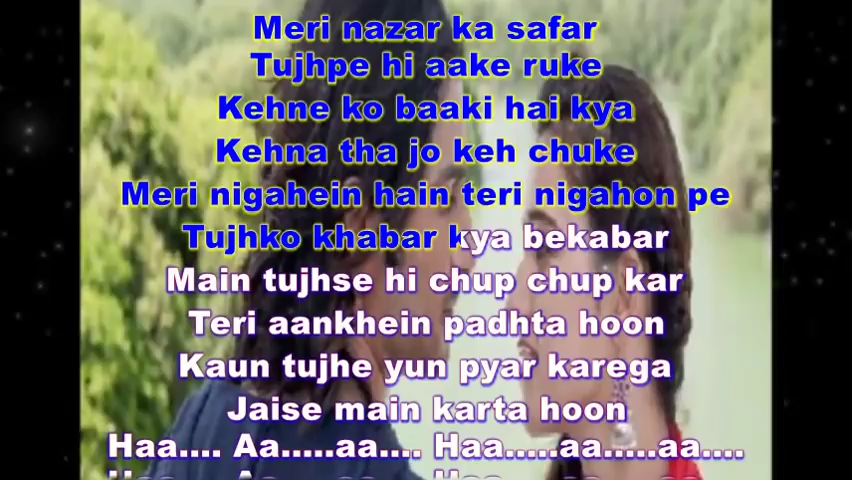 Meri nazar ka safar
Tujhpe hi aake ruke
Kehne ko baaki hai kya
Kehna tha jo keh chuke
Meri nigahein hain teri nigahon pe
Tujhko khabar kya bekabar
Main tujhse hi chup chup kar
Teri aankhein padhta hoon
Kaun tujhe yun pyar karega
Jaise main karta hoon
Haa.... Aa.....aa.... Haa.....aa.....aa....